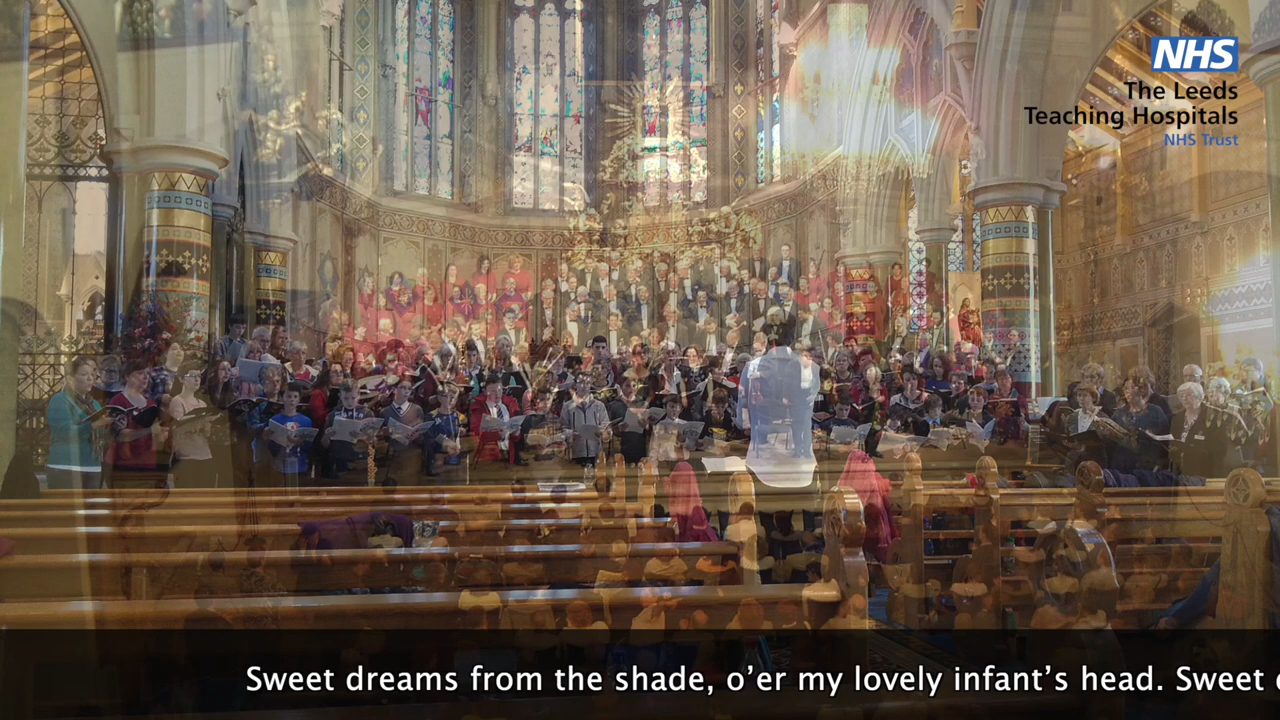 NHS
The Leeds
Teaching Hospitals
NHS Trust
Sweet dreams from the shade, o’er my lovely infant’s head. Sweet